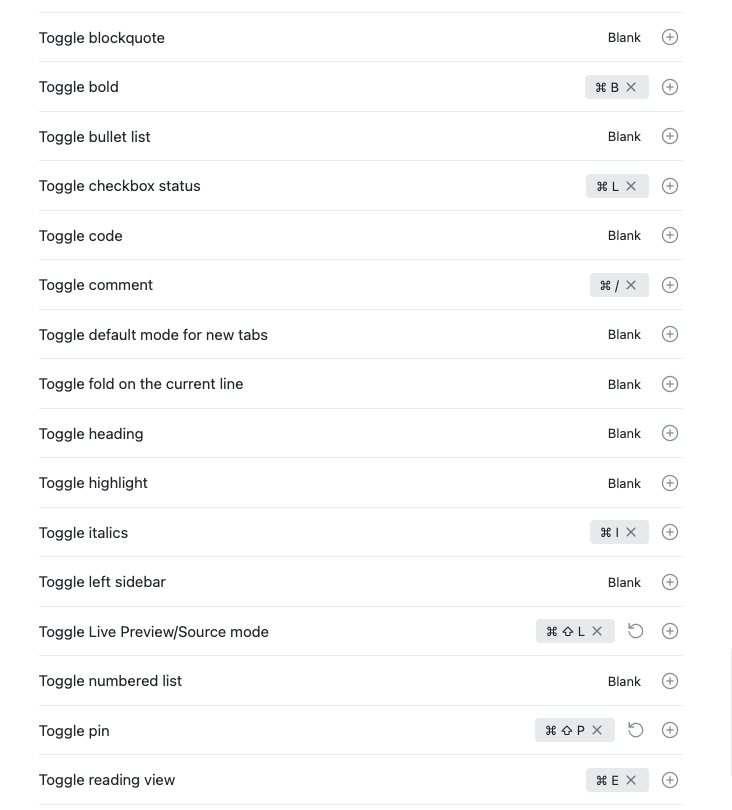 Toggle blockquote Blank
Toggle bold ⌘ B
Toggle bullet list Blank
Toggle checkbox status ⌘ L
Toggle code Blank
Toggle comment ⌘ /
Toggle default mode for new tabs Blank
Toggle fold on the current line Blank
Toggle heading Blank
Toggle highlight Blank
Toggle italics ⌘ I
Toggle left sidebar Blank
Toggle Live Preview/Source mode ⌘ ⇧ L
Toggle numbered list Blank
Toggle pin ⌘ ⇧ P
Toggle reading view ⌘ E